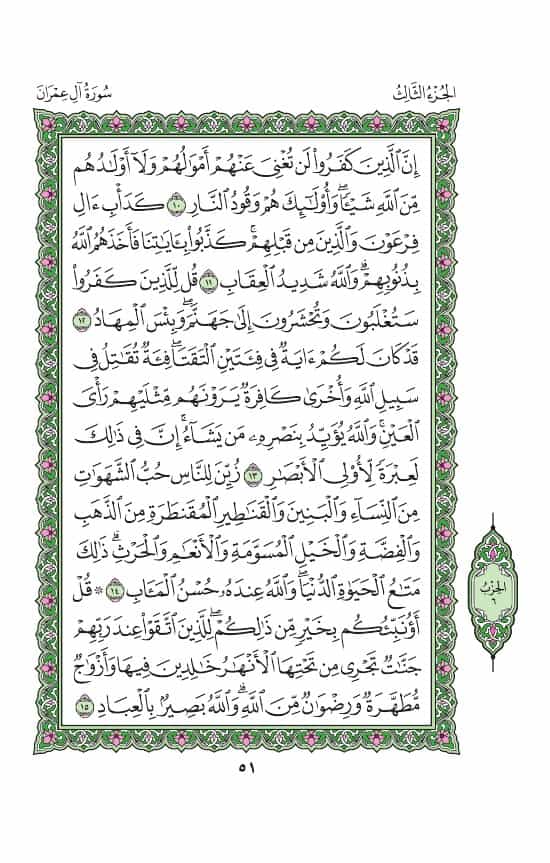 الجُزْءُ الثَّالِثُ
سُورَةُ آلِ عِمْرَانَ
إِنَّ ٱلَّذِينَ كَفَرُواْ لَن تُغْنِيَ عَنْهُمْ أَمْوَٰلُهُمْ وَلَآ أَوْلَٰدُهُم
مِّنَ ٱللَّهِ شَيْـًٔاۖ وَأُوْلَٰٓئِكَ هُمْ وَقُودُ ٱلنَّارِ ١٠ كَدَأْبِ ءَالِ
فِرْعَوْنَ وَٱلَّذِينَ مِن قَبْلِهِمْۚ كَذَّبُواْ بِـَٔايَٰتِنَا فَأَخَذَهُمُ ٱللَّهُ
بِذُنُوبِهِمْۗ وَٱللَّهُ شَدِيدُ ٱلْعِقَابِ ١١ قُل لِّلَّذِينَ كَفَرُواْ
سَتُغْلَبُونَ وَتُحْشَرُونَ إِلَىٰ جَهَنَّمَۖ وَبِئْسَ ٱلْمِهَادُ ١٢
قَدْ كَانَ لَكُمْ ءَايَةٌ فِي فِئَتَيْنِ ٱلْتَقَتَاۖ فِئَةٌ تُقَٰتِلُ فِي
سَبِيلِ ٱللَّهِ وَأُخْرَىٰ كَافِرَةٌ يَرَوْنَهُم مِّثْلَيْهِمْ رَأْيَ
ٱلْعَيْنِۚ وَٱللَّهُ يُؤَيِّدُ بِنَصْرِهِۦ مَن يَشَآءُۚ إِنَّ فِي ذَٰلِكَ
لَعِبْرَةً لِّأُوْلِي ٱلْأَبْصَٰرِ ١٣ زُيِّنَ لِلنَّاسِ حُبُّ ٱلشَّهَوَٰتِ
مِنَ ٱلنِّسَآءِ وَٱلْبَنِينَ وَٱلْقَنَٰطِيرِ ٱلْمُقَنطَرَةِ مِنَ ٱلذَّهَبِ
وَٱلْفِضَّةِ وَٱلْخَيْلِ ٱلْمُسَوَّمَةِ وَٱلْأَنْعَٰمِ وَٱلْحَرْثِۗ ذَٰلِكَ
مَتَٰعُ ٱلْحَيَوٰةِ ٱلدُّنْيَاۖ وَٱللَّهُ عِندَهُۥ حُسْنُ ٱلْمَـَٔابِ ١٤ ۞ قُلْ
أَؤُنَبِّئُكُم بِخَيْرٍ مِّن ذَٰلِكُمْۖ لِلَّذِينَ ٱتَّقَوْاْ عِندَ رَبِّهِمْ
جَنَّٰتٌ تَجْرِي مِن تَحْتِهَا ٱلْأَنْهَٰرُ خَٰلِدِينَ فِيهَا وَأَزْوَٰجٌ
مُّطَهَّرَةٌ وَرِضْوَٰنٌ مِّنَ ٱللَّهِۗ وَٱللَّهُ بَصِيرٌۢ بِٱلْعِبَادِ ١٥
الحِزْبُ
٦
٥١